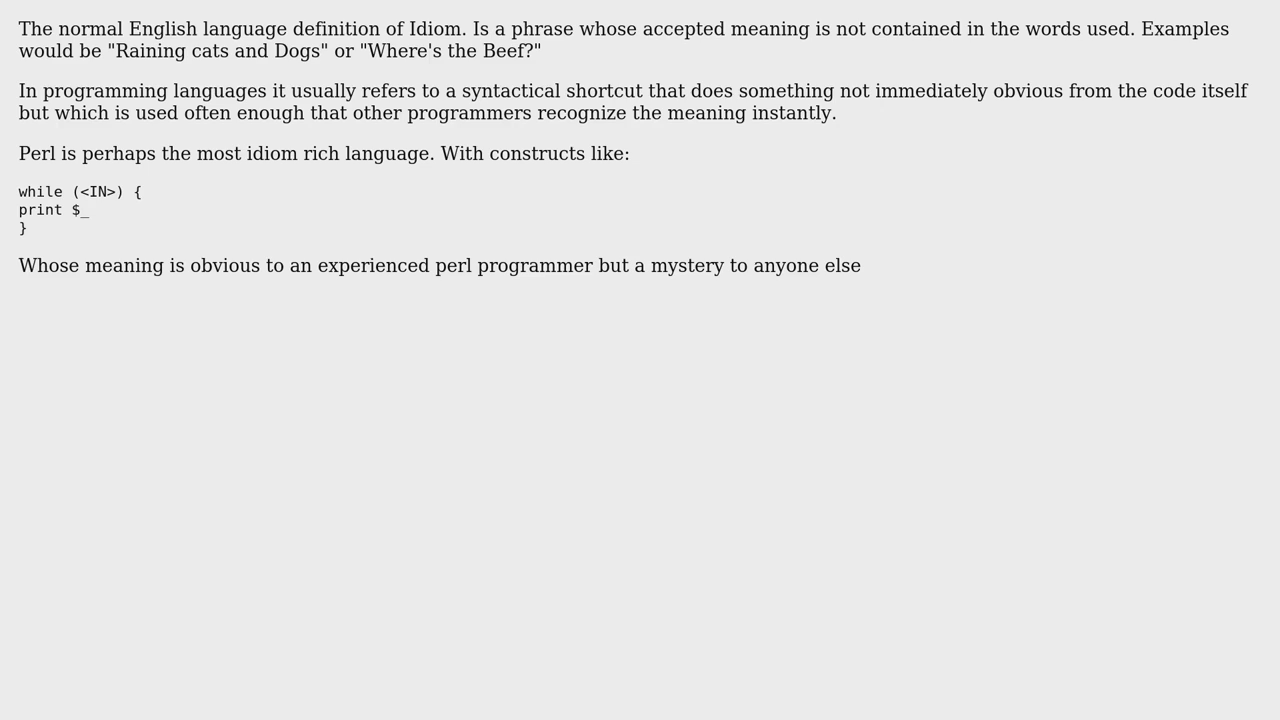 The normal English language definition of Idiom. Is a phrase whose accepted meaning is not contained in the words used. Examples
would be "Raining cats and Dogs" or "Where's the Beef?"
In programming languages it usually refers to a syntactical shortcut that does something not immediately obvious from the code itself
but which is used often enough that other programmers recognize the meaning instantly.
Perl is perhaps the most idiom rich language. With constructs like:
while (<IN>) {
print $_
}
Whose meaning is obvious to an experienced perl programmer but a mystery to anyone else